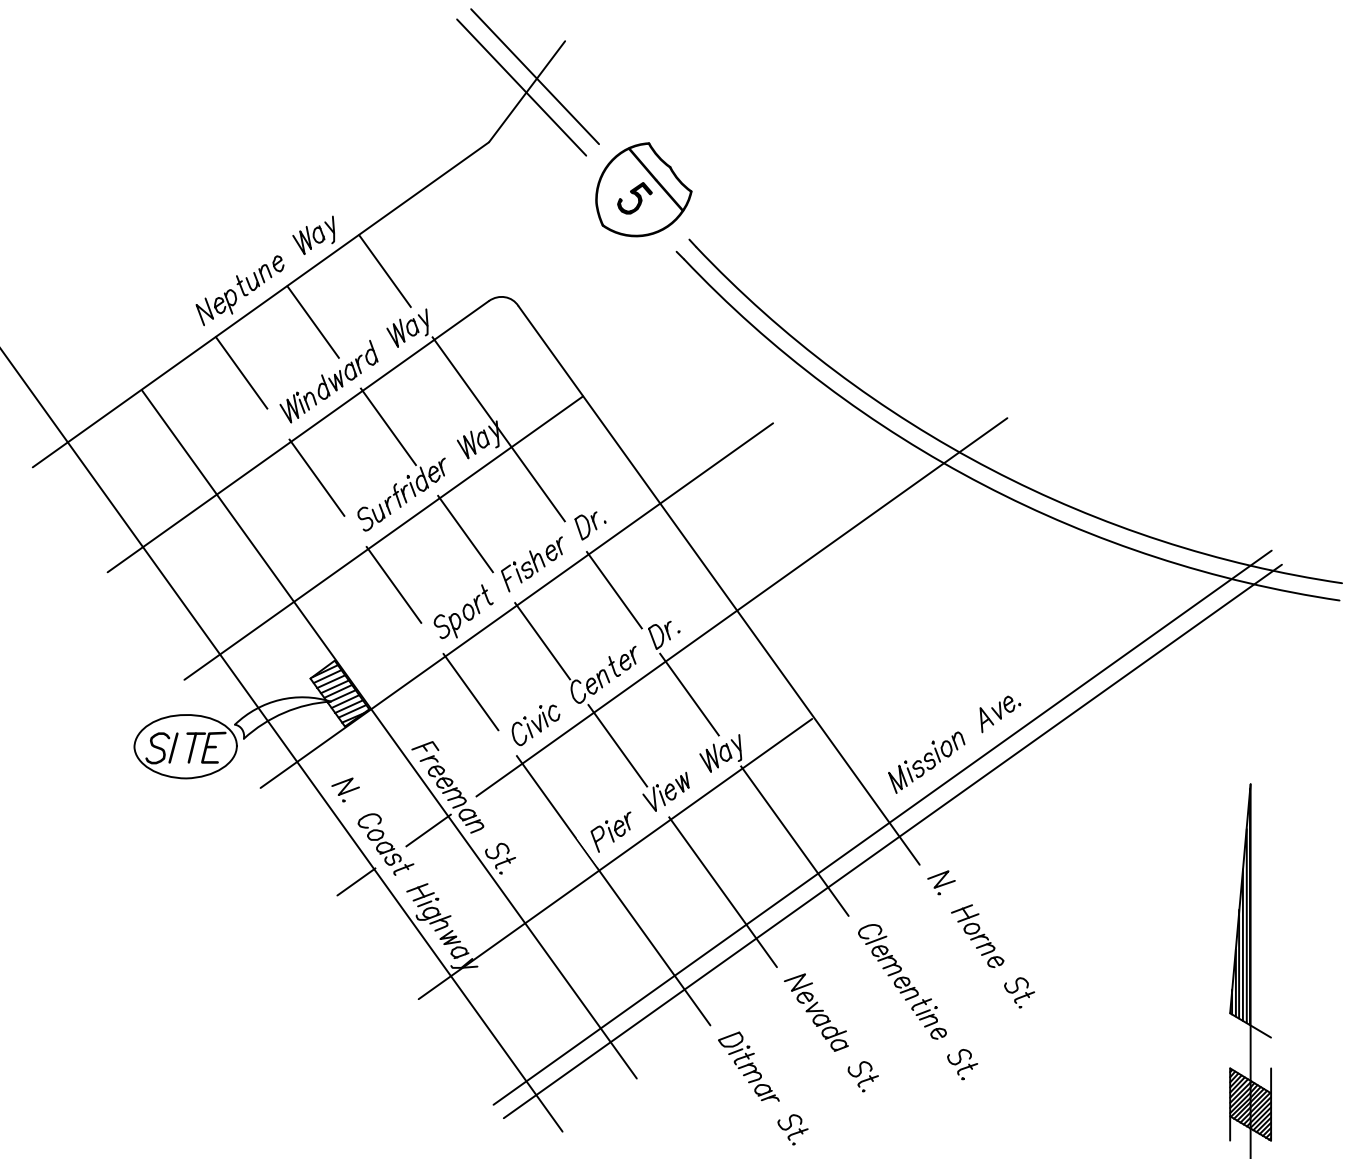 5
Neptune Way
Windward Way
Surfrider Way
Sport Fisher Dr.
Civic Center Dr.
Pier View Way
Mission Ave.
SITE
N. Coast Highway
Freeman St.
N. Horne St.
Clementine St.
Nevada St.
Ditmar St.